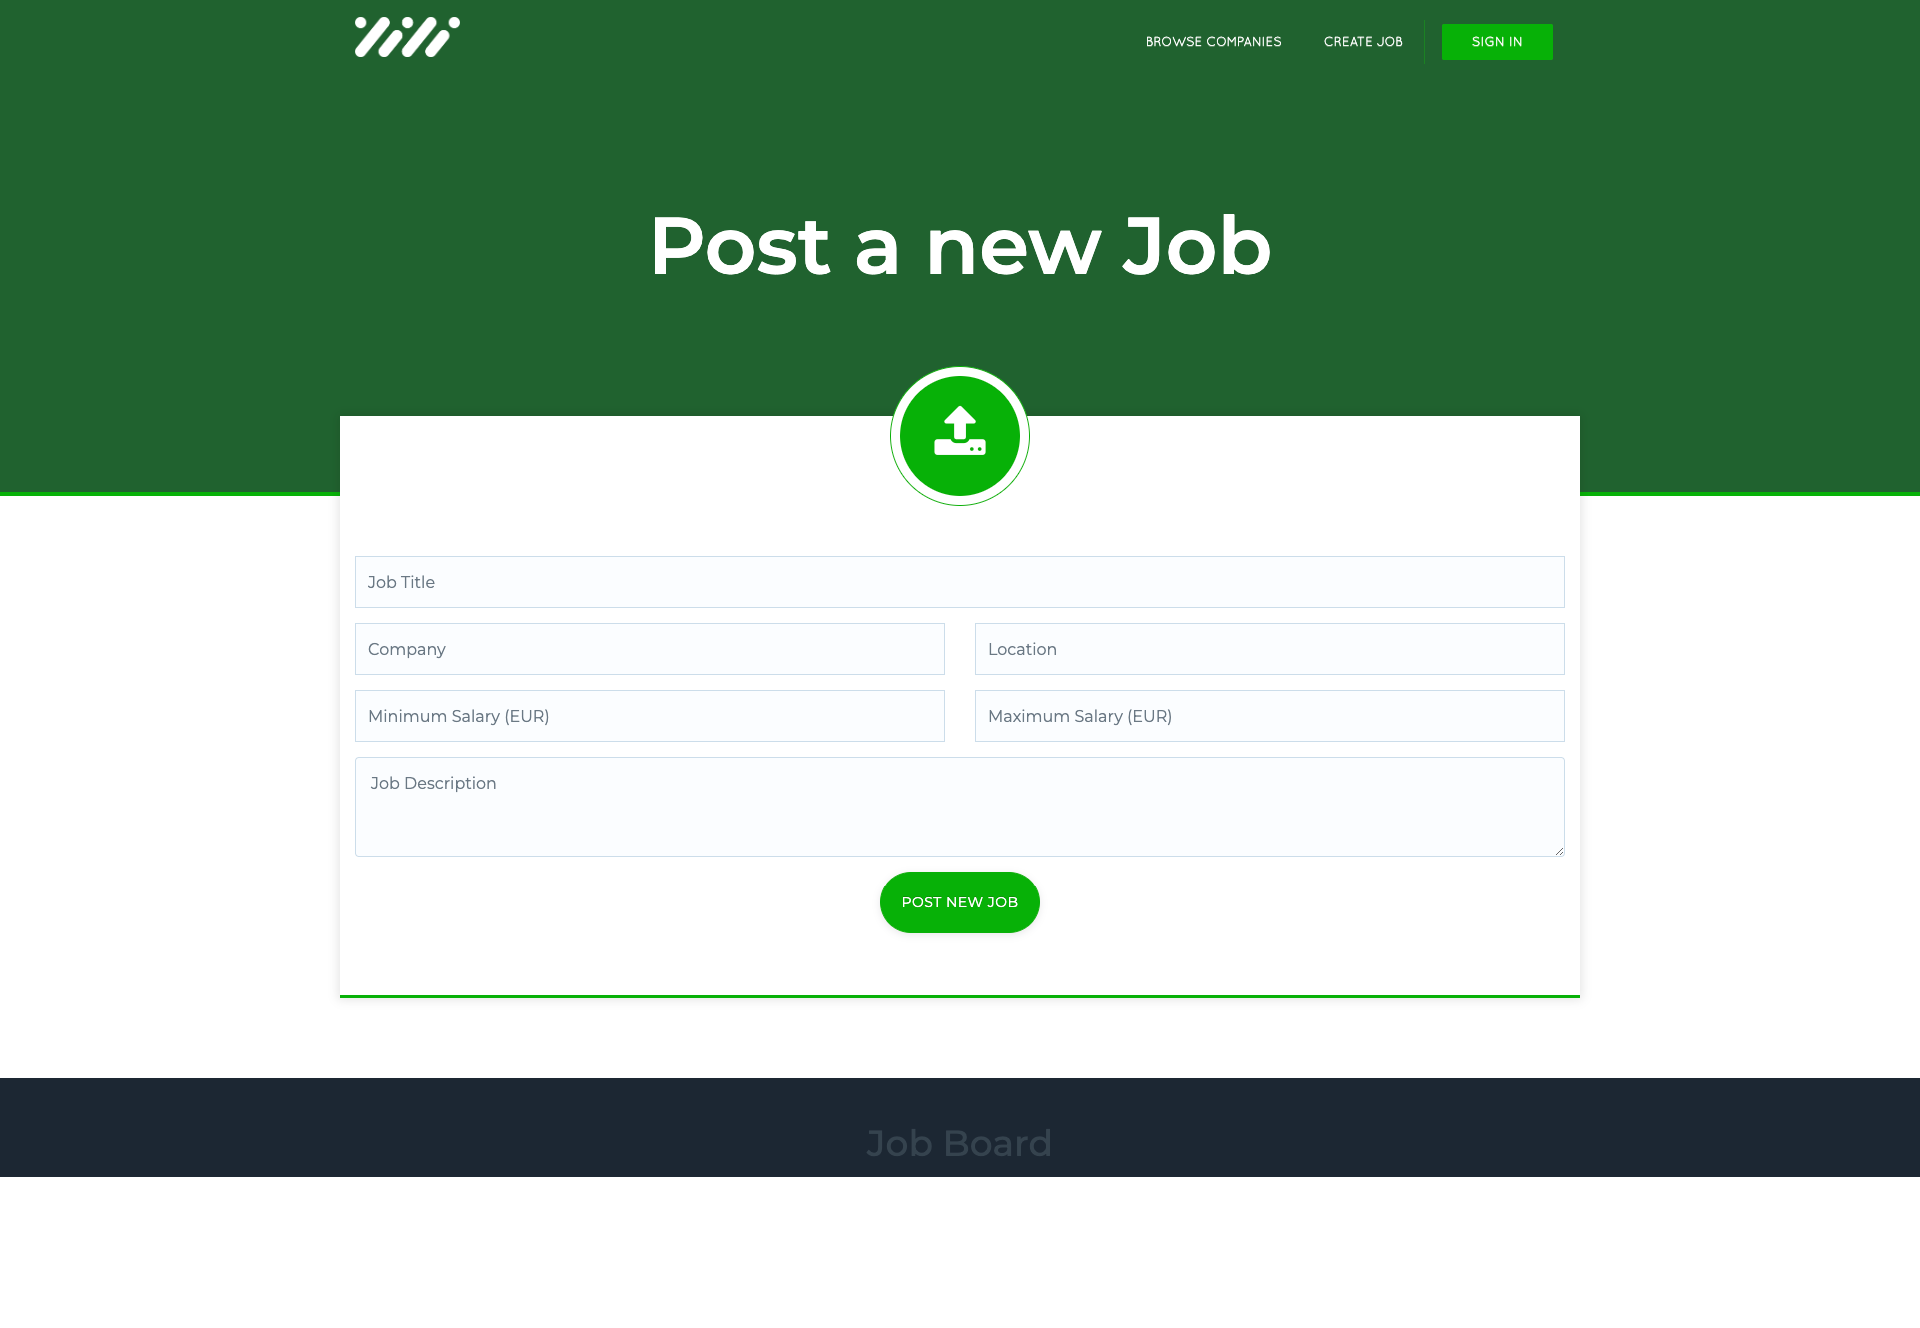 BROWSE COMPANIES
CREATE JOB
SIGN IN
Post a new Job
Job Title
Company
Location
Minimum Salary (EUR)
Maximum Salary (EUR)
Job Description
POST NEW JOB
Job Board